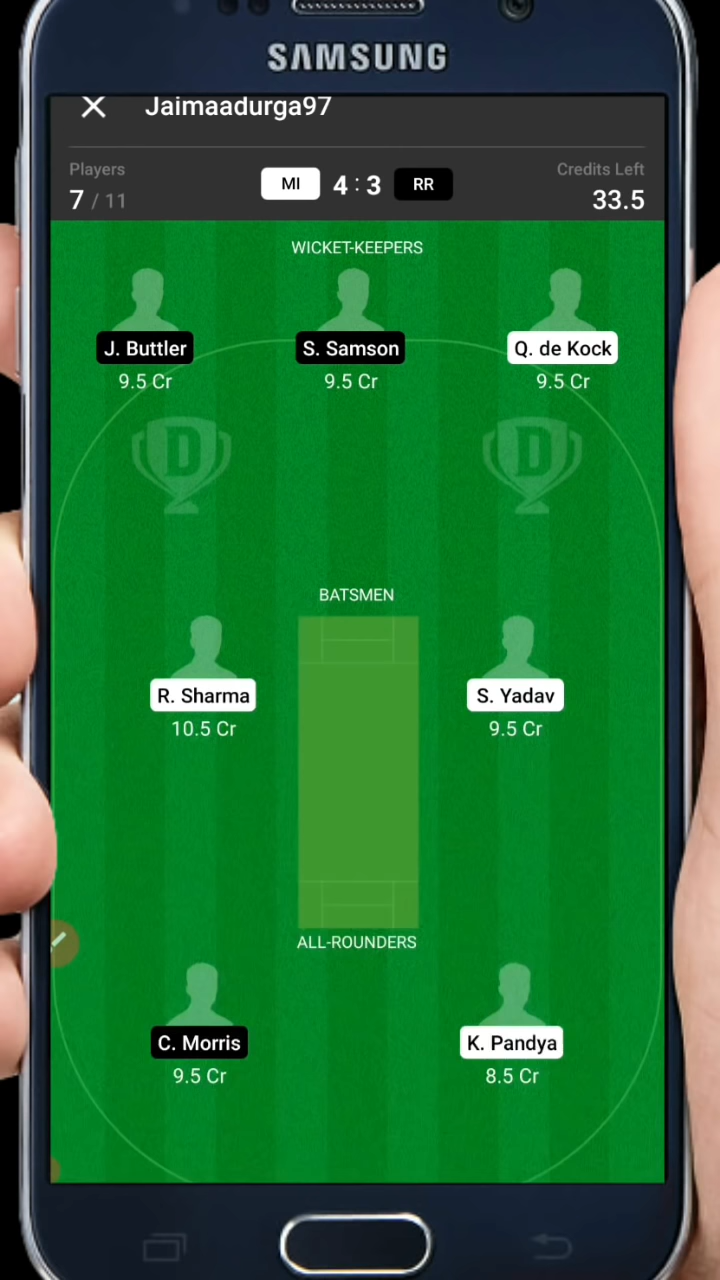 SAMSUNG
Jaimaadurga97
Players
Credits Left
7 / 11
MI 4 : 3 RR
33.5
WICKET-KEEPERS
J. Buttler S. Samson Q. de Kock
9.5 Cr 9.5 Cr 9.5 Cr
D D
BATSMEN
R. Sharma S. Yadav
10.5 Cr 9.5 Cr
ALL-ROUNDERS
C. Morris K. Pandya
9.5 Cr 8.5 Cr